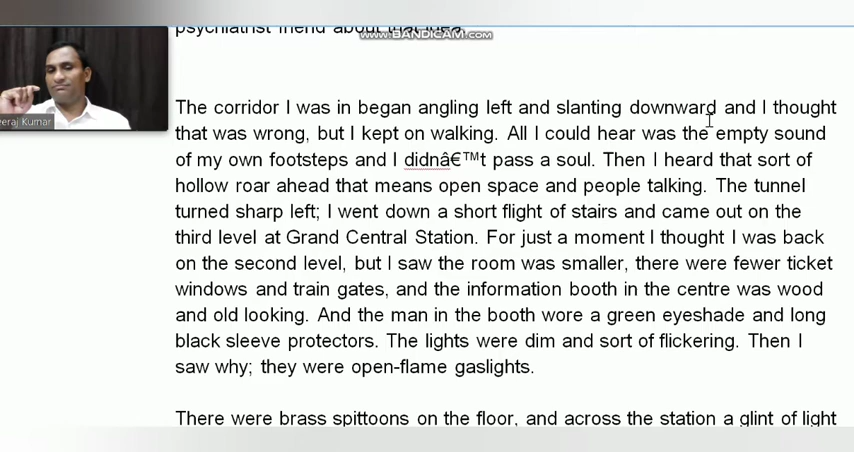 psychiatrist friend about that idea.
www.BANDICAM.com
eeraj Kumar
The corridor I was in began angling left and slanting downward and I thought
that was wrong, but I kept on walking. All I could hear was the empty sound
of my own footsteps and I didnâ€™t pass a soul. Then I heard that sort of
hollow roar ahead that means open space and people talking. The tunnel
turned sharp left; I went down a short flight of stairs and came out on the
third level at Grand Central Station. For just a moment I thought I was back
on the second level, but I saw the room was smaller, there were fewer ticket
windows and train gates, and the information booth in the centre was wood
and old looking. And the man in the booth wore a green eyeshade and long
black sleeve protectors. The lights were dim and sort of flickering. Then I
saw why; they were open-flame gaslights.
There were brass spittoons on the floor, and across the station a glint of light